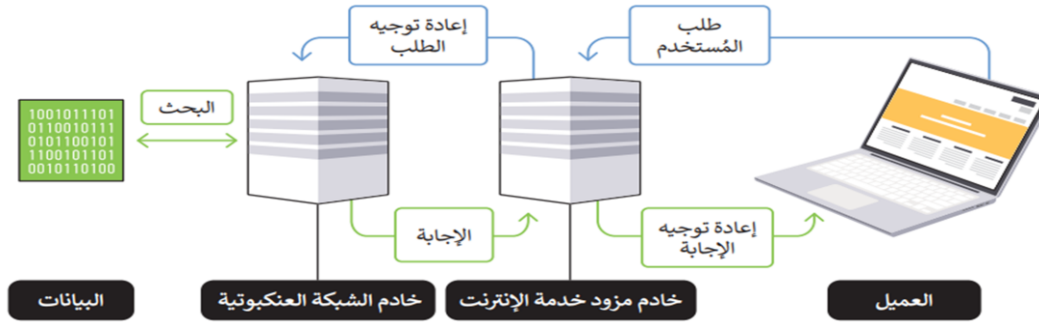 طلب
المُستخدم
إعادة توجيه
الطلب
البحث
1001011101
0110010111
0101100101
1100101101
0010110100
الإجابة
إعادة توجيه
الإجابة
العميل
خادم مزود خدمة الإنترنت
خادم الشبكة العنكبوتية
البيانات